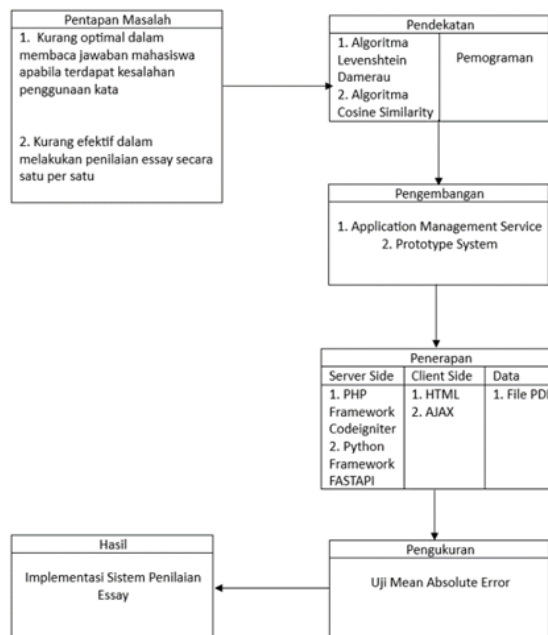 Pentapan Masalah
1. Kurang optimal dalam
membaca jawaban mahasiswa
apabila terdapat kesalahan
penggunaan kata
2. Kurang efektif dalam
melakukan penilaian essay secara
satu per satu
Pendekatan
1. Algoritma
Levenshtein
Damerau
2. Algoritma
Cosine Similarity
Pemograman
Pengembangan
1. Application Management Service
2. Prototype System
Penerapan
Server Side
1. PHP
Framework
Codeigniter
2. Python
Framework
FASTAPI
Client Side
1. HTML
2. AJAX
Data
1. File PDF
Pengukuran
Uji Mean Absolute Error
Hasil
Implementasi Sistem Penilaian
Essay